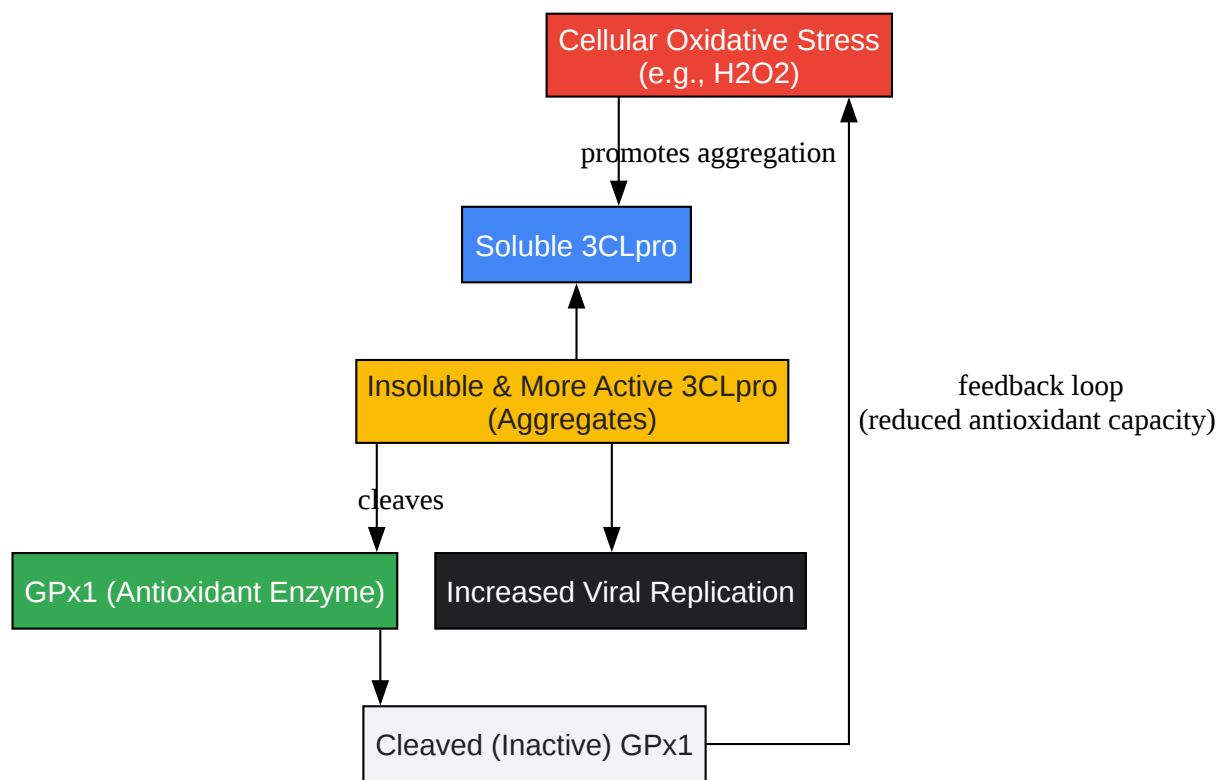 Cellular Oxidative Stress
(e.g., H2O2)
promotes aggregation
Soluble 3CLpro
Insoluble & More Active 3CLpro
(Aggregates)
feedback loop
(reduced antioxidant capacity)
cleaves
GPx1 (Antioxidant Enzyme)
Increased Viral Replication
Cleaved (Inactive) GPx1